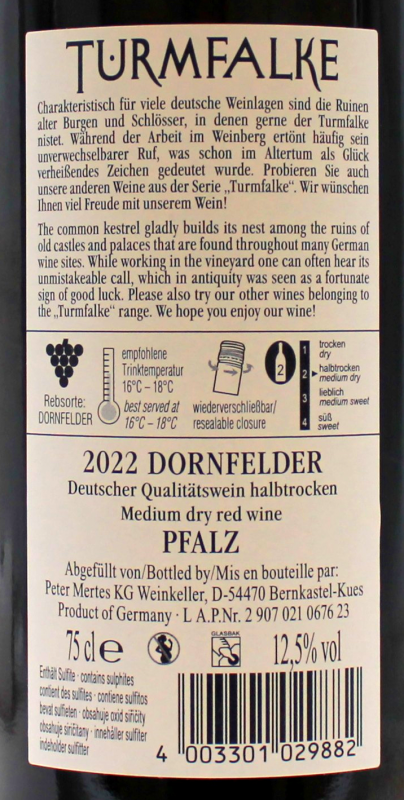 TURMFALKE
Charakteristisch für viele deutsche Weinlagen sind die Ruinen
alter Burgen und Schlösser, in denen gerne der Turmfalke
nistet. Während der Arbeit im Weinberg ertönt häufig sein
unverwechselbarer Ruf, was schon im Altertum als Glück
verheißendes Zeichen gedeutet wurde. Probieren Sie auch
unsere anderen Weine aus der Serie „Turmfalke“. Wir wünschen
Ihnen viel Freude mit unserem Wein!
The common kestrel gladly builds its nest among the ruins of
old castles and palaces that are found throughout many German
wine sites. While working in the vineyard one can often hear its
unmistakeable call, which in antiquity was seen as a fortunate
sign of good luck. Please also try our other wines belonging to
the „Turmfalke“ range. We hope you enjoy our wine!
Rebsorte:
DORNFELDER
empfohlene
Trinktemperatur
16°C – 18°C
best served at
16°C – 18°C
wiederverschließbar/
resealable closure
2
1 trocken
dry
2 halbtrocken
medium dry
3 lieblich
medium sweet
4 süß
sweet
2022 DORNFELDER
Deutscher Qualitätswein halbtrocken
Medium dry red wine
PFALZ
Abgefüllt von/Bottled by/Mis en bouteille par:
Peter Mertes KG Weinkeller, D-54470 Bernkastel-Kues
Product of Germany · L A.P.Nr. 2 907 021 0676 23
75 cl e
GLASBAK
12,5% vol
Enthält Sulfite · contains sulphites
contient des sulfites · contiene sulfitos
bevat sulfieten · obsahuje oxid siřičitý
obsahuje siričitany · innehåller sulfiter
indeholder sulfitter
4 003301 029882